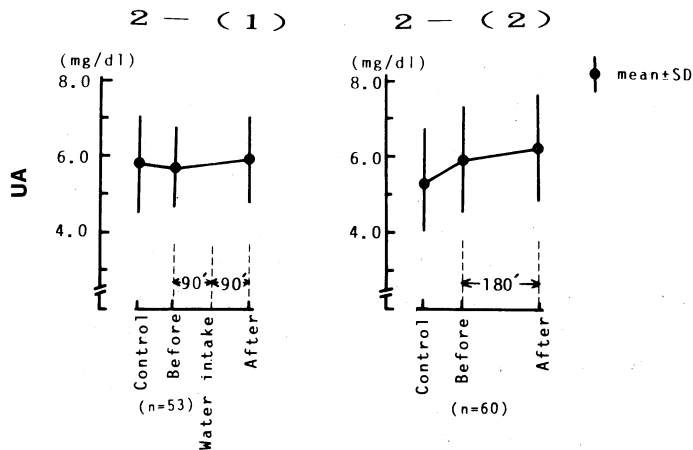 2 — (1)
2 — (2)
(mg/dl)
8.0
6.0
4.0
UA
90′
90′
Control
Before
Water intake
After
(n=53)
(mg/dl)
8.0
6.0
4.0
180′
Control
Before
After
(n=60)
mean±SD